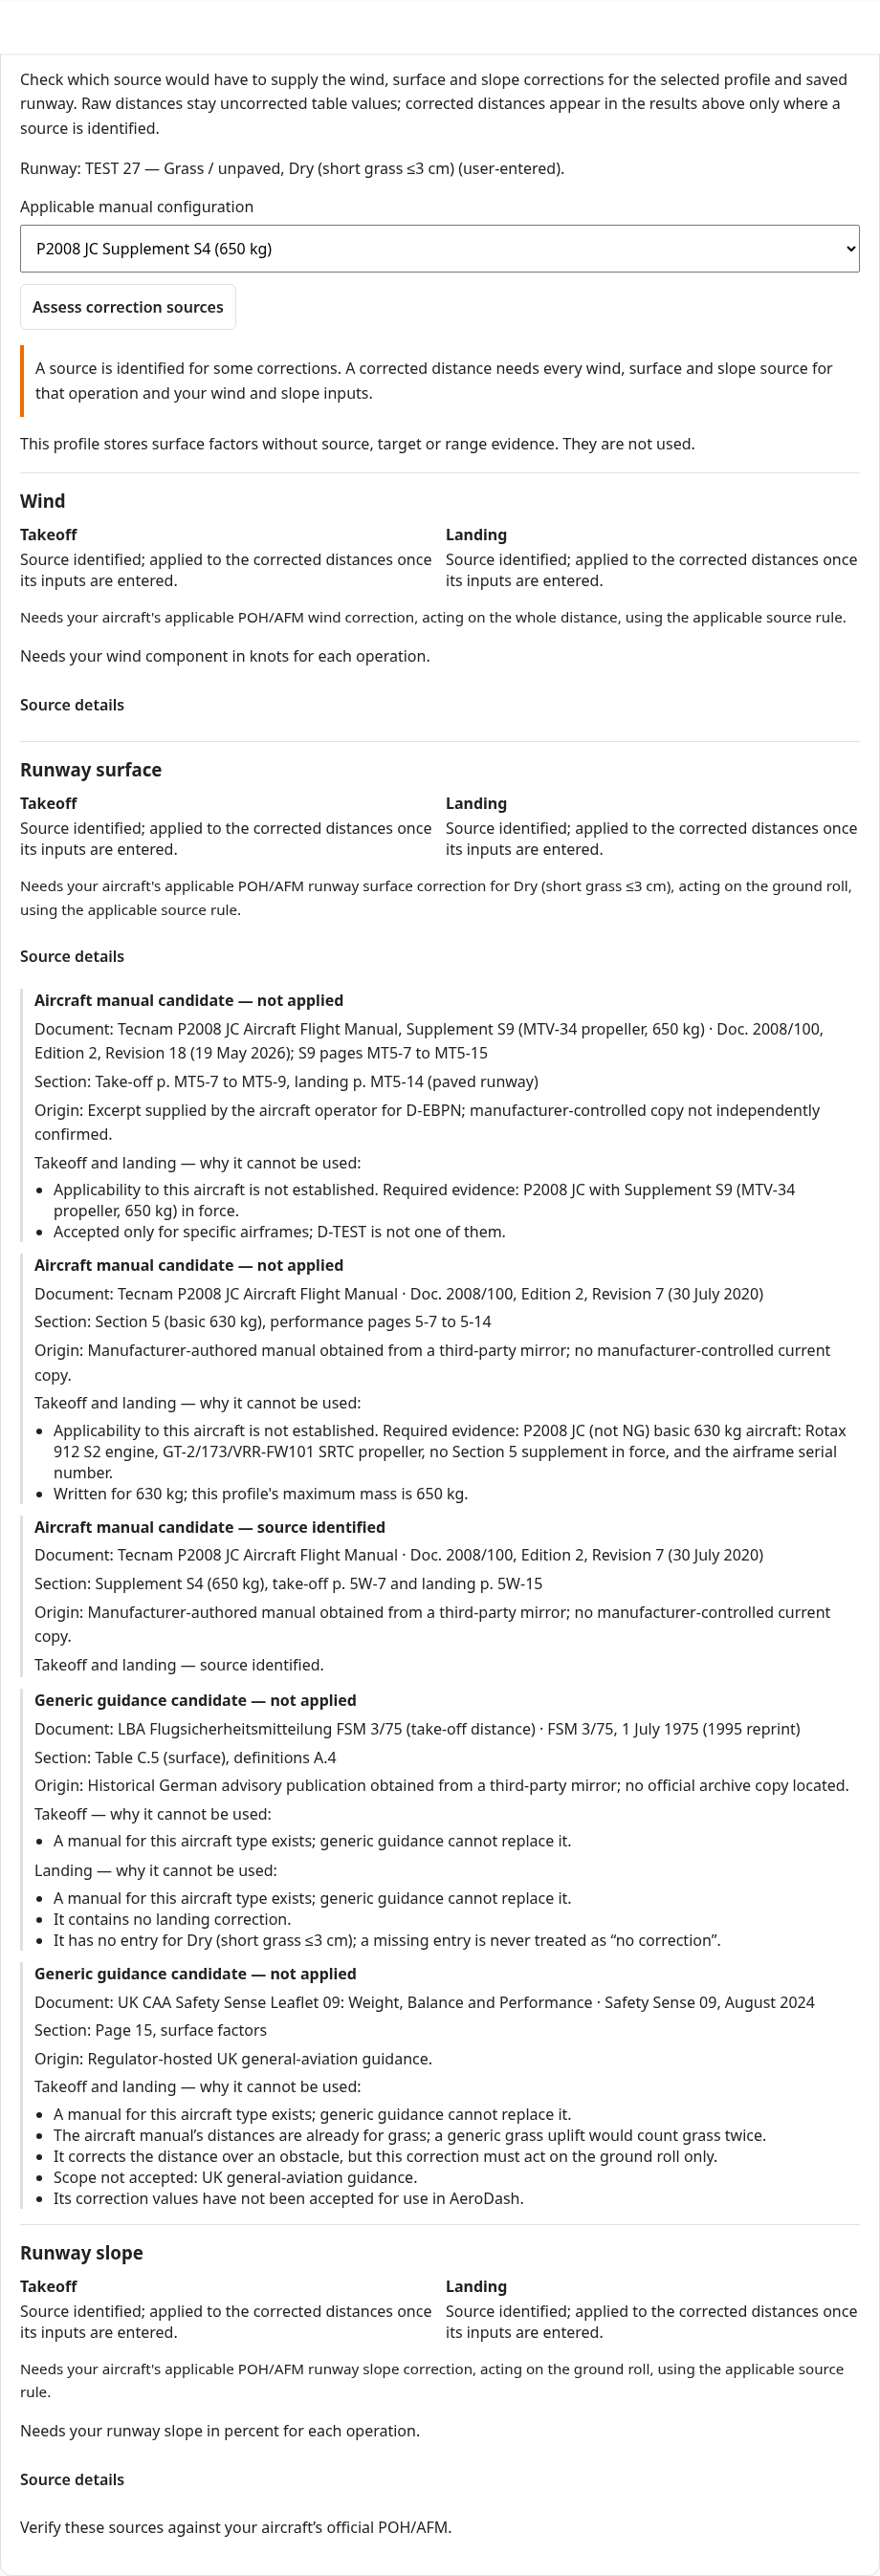 Check which source would have to supply the wind, surface and slope corrections for the selected profile and saved
runway. Raw distances stay uncorrected table values; corrected distances appear in the results above only where a
source is identified.
Runway: TEST 27 — Grass / unpaved, Dry (short grass ≤3 cm) (user-entered).
Applicable manual configuration
P2008 JC Supplement S4 (650 kg)
Assess correction sources
A source is identified for some corrections. A corrected distance needs every wind, surface and slope source for
that operation and your wind and slope inputs.
This profile stores surface factors without source, target or range evidence. They are not used.
Wind
Takeoff
Source identified; applied to the corrected distances once
its inputs are entered.
Landing
Source identified; applied to the corrected distances once
its inputs are entered.
Needs your aircraft's applicable POH/AFM wind correction, acting on the whole distance, using the applicable source rule.
Needs your wind component in knots for each operation.
Source details
Runway surface
Takeoff
Source identified; applied to the corrected distances once
its inputs are entered.
Landing
Source identified; applied to the corrected distances once
its inputs are entered.
Needs your aircraft's applicable POH/AFM runway surface correction for Dry (short grass ≤3 cm), acting on the ground roll,
using the applicable source rule.
Source details
Aircraft manual candidate — not applied
Document: Tecnam P2008 JC Aircraft Flight Manual, Supplement S9 (MTV-34 propeller, 650 kg) · Doc. 2008/100,
Edition 2, Revision 18 (19 May 2026); S9 pages MT5-7 to MT5-15
Section: Take-off p. MT5-7 to MT5-9, landing p. MT5-14 (paved runway)
Origin: Excerpt supplied by the aircraft operator for D-EBPN; manufacturer-controlled copy not independently
confirmed.
Takeoff and landing — why it cannot be used:
• Applicability to this aircraft is not established. Required evidence: P2008 JC with Supplement S9 (MTV-34
propeller, 650 kg) in force.
• Accepted only for specific airframes; D-TEST is not one of them.
Aircraft manual candidate — not applied
Document: Tecnam P2008 JC Aircraft Flight Manual · Doc. 2008/100, Edition 2, Revision 7 (30 July 2020)
Section: Section 5 (basic 630 kg), performance pages 5-7 to 5-14
Origin: Manufacturer-authored manual obtained from a third-party mirror; no manufacturer-controlled current
copy.
Takeoff and landing — why it cannot be used:
• Applicability to this aircraft is not established. Required evidence: P2008 JC (not NG) basic 630 kg aircraft: Rotax
912 S2 engine, GT-2/173/VRR-FW101 SRTC propeller, no Section 5 supplement in force, and the airframe serial
number.
• Written for 630 kg; this profile's maximum mass is 650 kg.
Aircraft manual candidate — source identified
Document: Tecnam P2008 JC Aircraft Flight Manual · Doc. 2008/100, Edition 2, Revision 7 (30 July 2020)
Section: Supplement S4 (650 kg), take-off p. 5W-7 and landing p. 5W-15
Origin: Manufacturer-authored manual obtained from a third-party mirror; no manufacturer-controlled current
copy.
Takeoff and landing — source identified.
Generic guidance candidate — not applied
Document: LBA Flugsicherheitsmitteilung FSM 3/75 (take-off distance) · FSM 3/75, 1 July 1975 (1995 reprint)
Section: Table C.5 (surface), definitions A.4
Origin: Historical German advisory publication obtained from a third-party mirror; no official archive copy located.
Takeoff — why it cannot be used:
• A manual for this aircraft type exists; generic guidance cannot replace it.
Landing — why it cannot be used:
• A manual for this aircraft type exists; generic guidance cannot replace it.
• It contains no landing correction.
• It has no entry for Dry (short grass ≤3 cm); a missing entry is never treated as “no correction”.
Generic guidance candidate — not applied
Document: UK CAA Safety Sense Leaflet 09: Weight, Balance and Performance · Safety Sense 09, August 2024
Section: Page 15, surface factors
Origin: Regulator-hosted UK general-aviation guidance.
Takeoff and landing — why it cannot be used:
• A manual for this aircraft type exists; generic guidance cannot replace it.
• The aircraft manual’s distances are already for grass; a generic grass uplift would count grass twice.
• It corrects the distance over an obstacle, but this correction must act on the ground roll only.
• Scope not accepted: UK general-aviation guidance.
• Its correction values have not been accepted for use in AeroDash.
Runway slope
Takeoff
Source identified; applied to the corrected distances once
its inputs are entered.
Landing
Source identified; applied to the corrected distances once
its inputs are entered.
Needs your aircraft's applicable POH/AFM runway slope correction, acting on the ground roll, using the applicable source
rule.
Needs your runway slope in percent for each operation.
Source details
Verify these sources against your aircraft’s official POH/AFM.